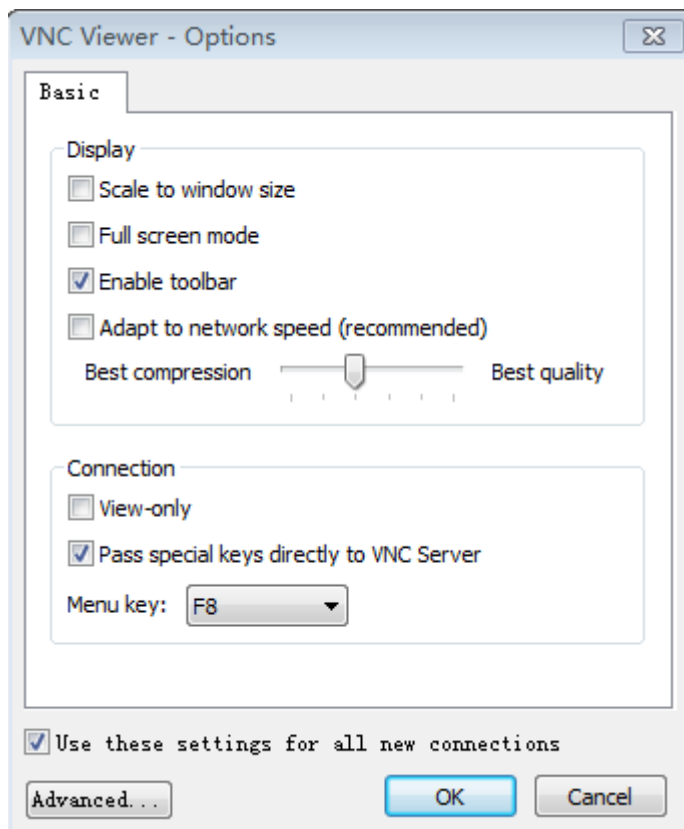 VNC Viewer - Options
Basic
Display
Scale to window size
Full screen mode
Enable toolbar
Adapt to network speed (recommended)
Best compression Best quality
Connection
View-only
Pass special keys directly to VNC Server
Menu key: F8
Use these settings for all new connections
Advanced... OK Cancel